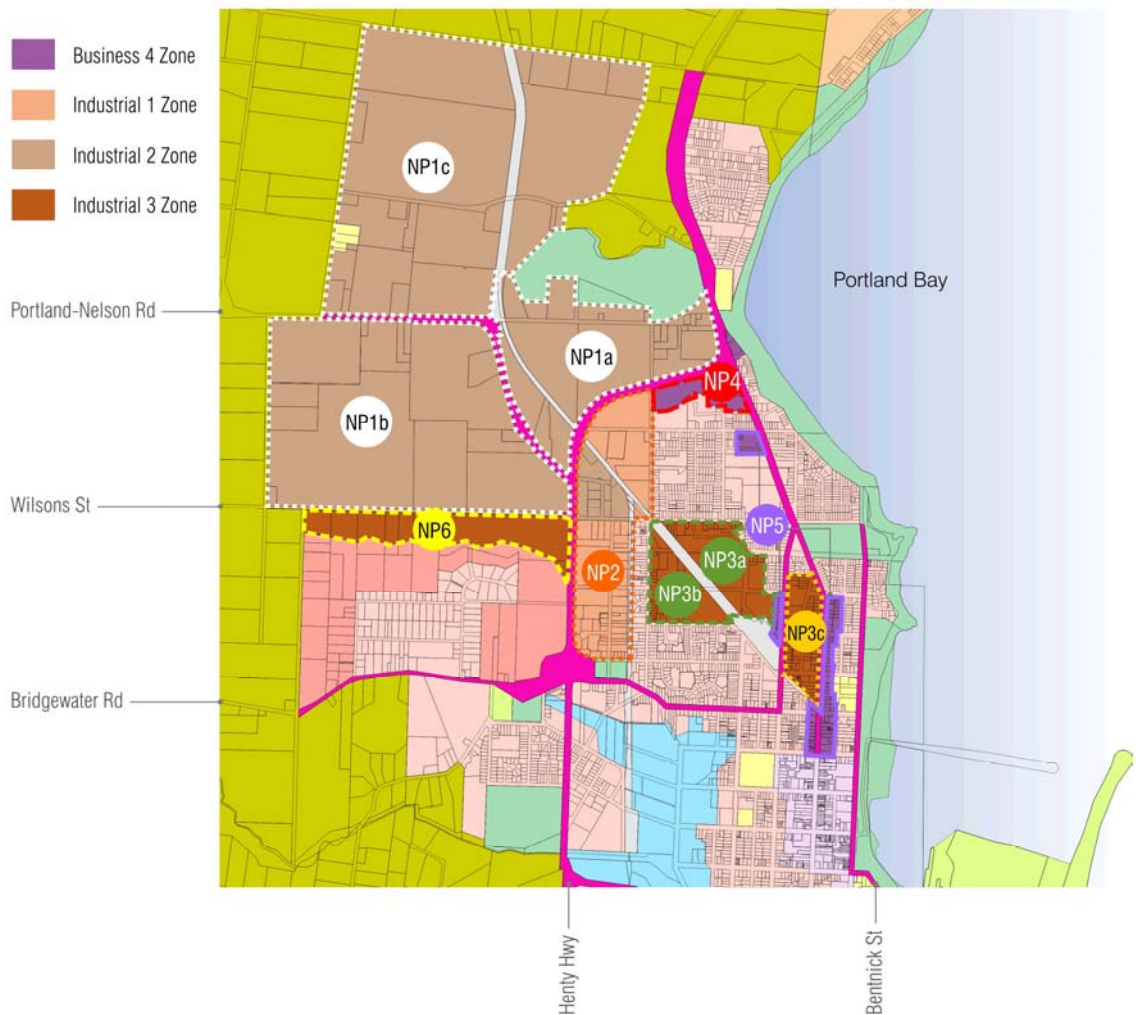 Business 4 Zone
Industrial 1 Zone
Industrial 2 Zone
Industrial 3 Zone
NP1c
Portland Bay
Portland-Nelson Rd
NP1a
NP4
NP1b
Wilsons St
NP6
NP5
NP3a
NP2
NP3b
NP3c
Bridgewater Rd
Henty Hwy
Bentnick St